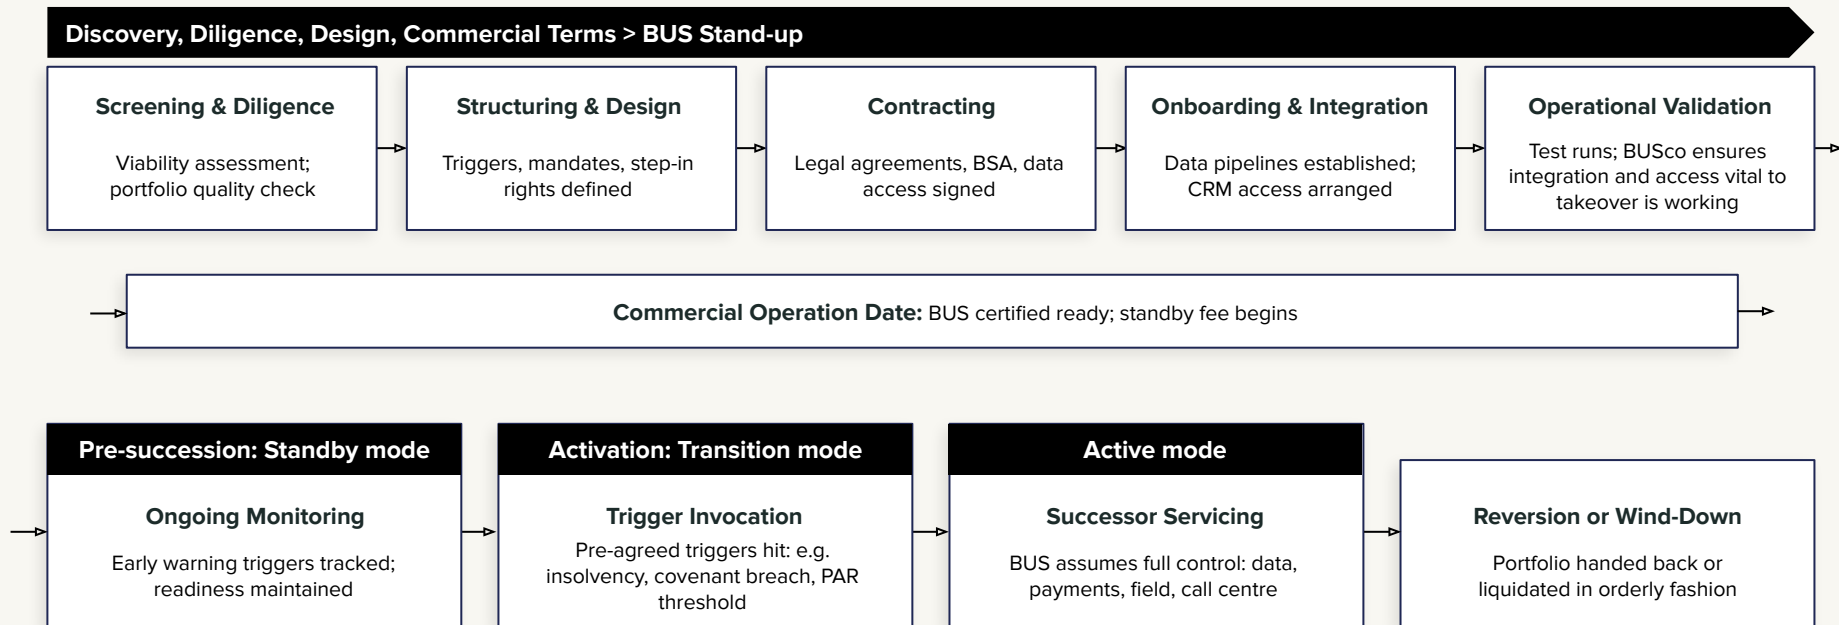 Discovery, Diligence, Design, Commercial Terms > BUS Stand-up
Screening & Diligence
Viability assessment;
portfolio quality check
Structuring & Design
Triggers, mandates, step-in
rights defined
Contracting
Legal agreements, BSA, data
access signed
Onboarding & Integration
Data pipelines established;
CRM access arranged
Operational Validation
Test runs; BUSco ensures
integration and access vital to
takeover is working
Commercial Operation Date: BUS certified ready; standby fee begins
Pre-succession: Standby mode
Ongoing Monitoring
Early warning triggers tracked;
readiness maintained
Activation: Transition mode
Trigger Invocation
Pre-agreed triggers hit: e.g.
insolvency, covenant breach, PAR
threshold
Active mode
Successor Servicing
BUS assumes full control: data,
payments, field, call centre
Reversion or Wind-Down
Portfolio handed back or
liquidated in orderly fashion